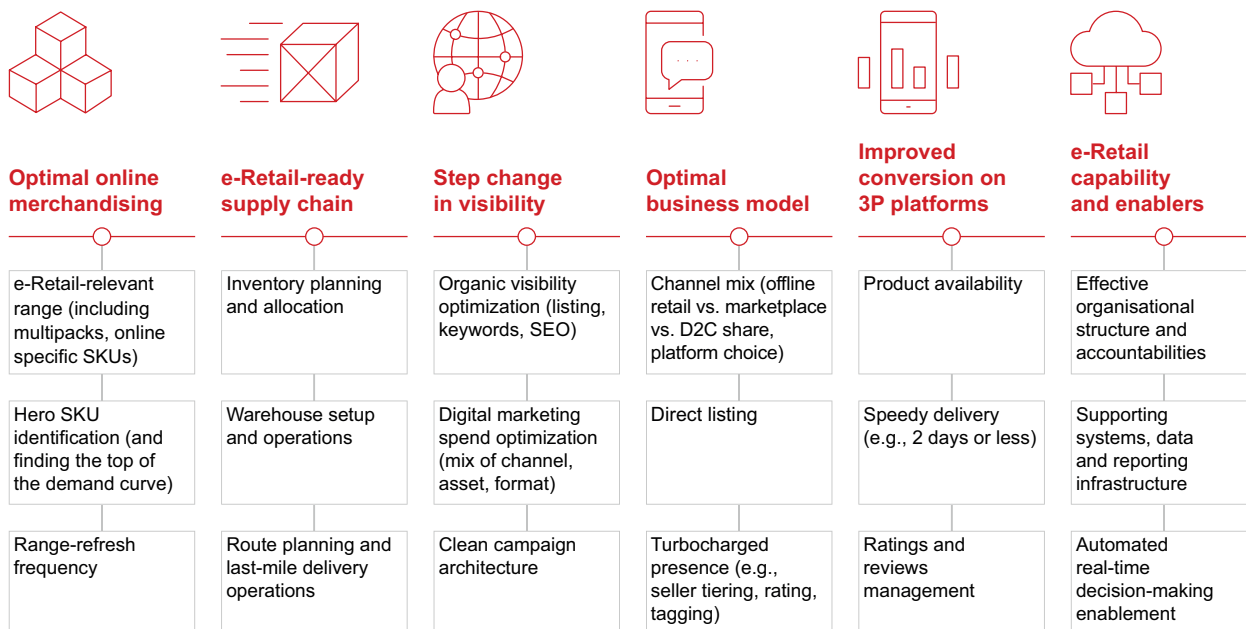 Optimal online
merchandising
e-Retail-relevant
range (including
multipacks, online
specific SKUs)
Hero SKU
identification (and
finding the top of
the demand curve)
Range-refresh
frequency
e-Retail-ready
supply chain
Inventory planning
and allocation
Warehouse setup
and operations
Route planning and
last-mile delivery
operations
Step change
in visibility
Organic visibility
optimization (listing,
keywords, SEO)
Digital marketing
spend optimization
(mix of channel,
asset, format)
Clean campaign
architecture
Optimal
business model
Channel mix (offline
retail vs. marketplace
vs. D2C share,
platform choice)
Direct listing
Turbocharged
presence (e.g.,
seller tiering, rating,
tagging)
Improved
conversion on
3P platforms
Product availability
Speedy delivery
(e.g., 2 days or less)
Ratings and
reviews
management
e-Retail
capability
and enablers
Effective
organisational
structure and
accountabilities
Supporting
systems, data
and reporting
infrastructure
Automated
real-time
decision-making
enablement